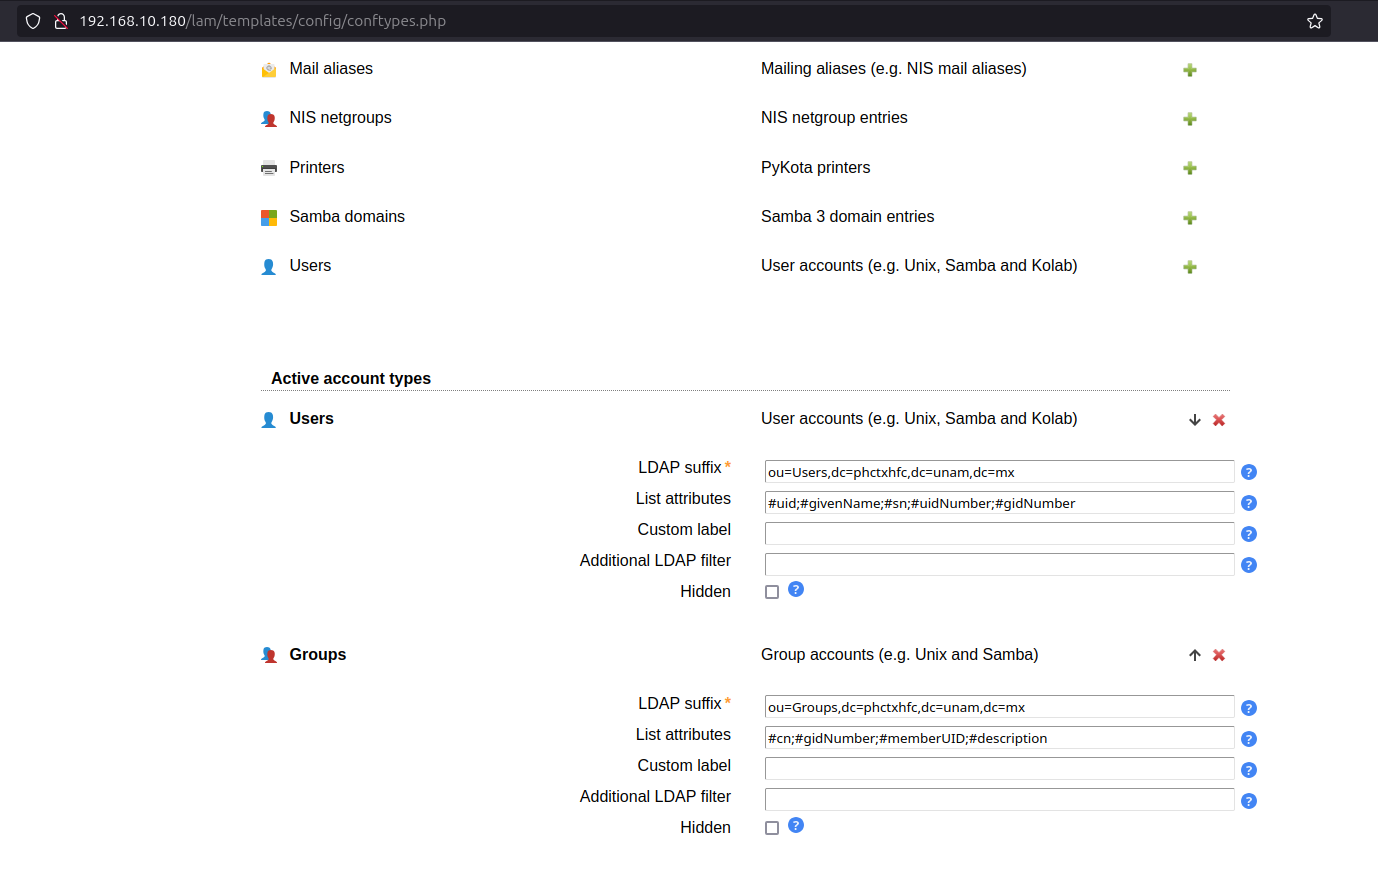 192.168.10.180/lam/templates/config/conftypes.php
Mail aliases Mailing aliases (e.g. NIS mail aliases)
NIS netgroups NIS netgroup entries
Printers PyKota printers
Samba domains Samba 3 domain entries
Users User accounts (e.g. Unix, Samba and Kolab)
Active account types
Users User accounts (e.g. Unix, Samba and Kolab)
LDAP suffix* ou=Users,dc=phctxhfc,dc=unam,dc=mx ?
List attributes #uid;#givenName;#sn;#uidNumber;#gidNumber ?
Custom label ?
Additional LDAP filter ?
Hidden ?
Groups Group accounts (e.g. Unix and Samba)
LDAP suffix* ou=Groups,dc=phctxhfc,dc=unam,dc=mx ?
List attributes #cn;#gidNumber;#memberUID;#description ?
Custom label ?
Additional LDAP filter ?
Hidden ?